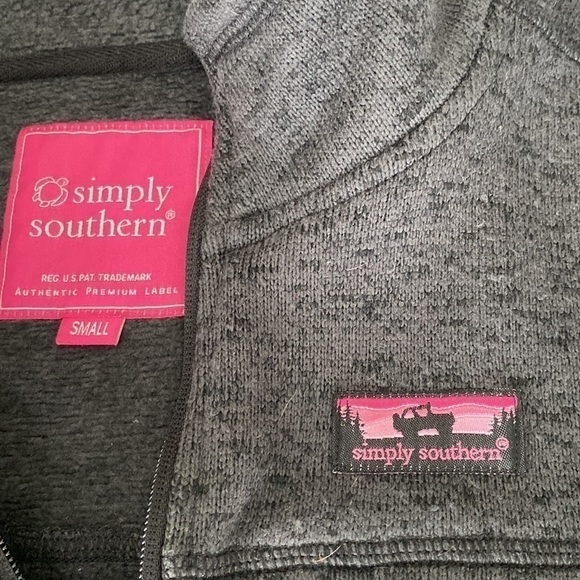 simply
southern®
REG. U.S. PAT. TRADEMARK
AUTHENTIC PREMIUM LABEL
SMALL
simply southern®